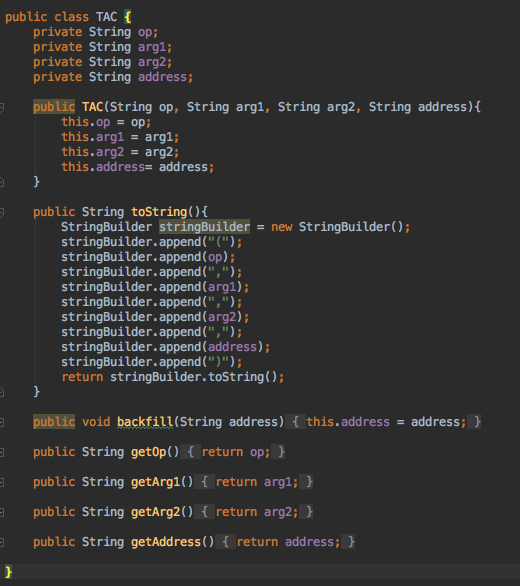 public class TAC {
    private String op;
    private String arg1;
    private String arg2;
    private String address;
    public TAC(String op, String arg1, String arg2, String address){
        this.op = op;
        this.arg1 = arg1;
        this.arg2 = arg2;
        this.address= address;
    }
    public String toString(){
        StringBuilder stringBuilder = new StringBuilder();
        stringBuilder.append("(");
        stringBuilder.append(op);
        stringBuilder.append(",");
        stringBuilder.append(arg1);
        stringBuilder.append(",");
        stringBuilder.append(arg2);
        stringBuilder.append(",");
        stringBuilder.append(address);
        stringBuilder.append(")");
        return stringBuilder.toString();
    }
    public void backfill(String address) { this.address = address; }
    public String getOp() { return op; }
    public String getArg1() { return arg1; }
    public String getArg2() { return arg2; }
    public String getAddress() { return address; }
}